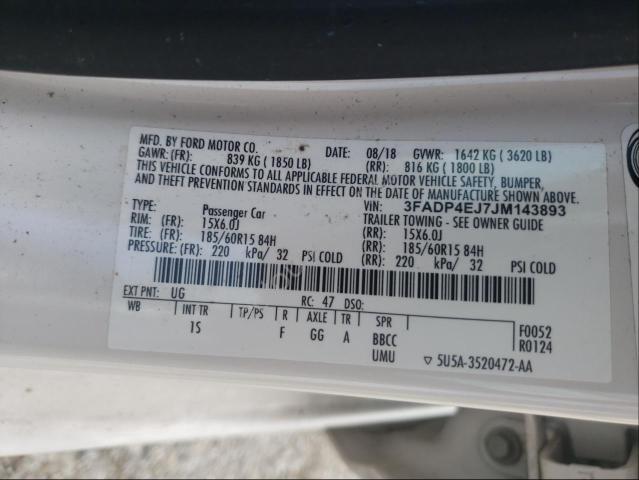 MFD. BY FORD MOTOR CO. DATE: 08/18 GVWR: 1642 KG ( 3620 LB)
GAWR: (FR): 839 KG ( 1850 LB) (RR): 816 KG ( 1800 LB)
THIS VEHICLE CONFORMS TO ALL APPLICABLE FEDERAL MOTOR VEHICLE SAFETY, BUMPER,
AND THEFT PREVENTION STANDARDS IN EFFECT ON THE DATE OF MANUFACTURE SHOWN ABOVE.
VIN: 3FADP4EJ7JM143893
TYPE: Passenger Car TRAILER TOWING - SEE OWNER GUIDE
RIM: (FR): 15X6.0J (RR): 15X6.0J
TIRE: (FR): 185/60R15 84H (RR): 185/60R15 84H
PRESSURE: (FR): 220 kPa/ 32 PSI COLD (RR): 220 kPa/ 32 PSI COLD
EXT PNT: UG RC: 47 DSO: F0052
WB INT TR TP/PS R AXLE TR SPR R0124
1S F GG A BBCC
UMU ▽ 5U5A-3520472-AA